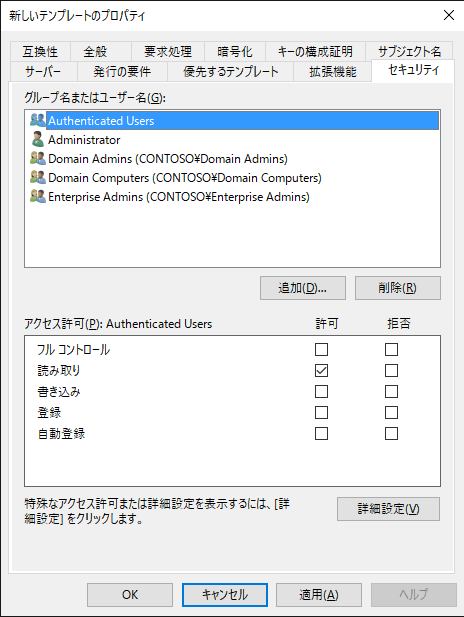 新しいテンプレートのプロパティ
互換性 全般 要求処理 暗号化 キーの構成証明 サブジェクト名
サーバー 発行の要件 優先するテンプレート 拡張機能 セキュリティ
グループ名またはユーザー名(G):
Authenticated Users
Administrator
Domain Admins (CONTOSO¥Domain Admins)
Domain Computers (CONTOSO¥Domain Computers)
Enterprise Admins (CONTOSO¥Enterprise Admins)
追加(D)... 削除(R)
アクセス許可(P): Authenticated Users 許可 拒否
フル コントロール
読み取り
書き込み
登録
自動登録
特殊なアクセス許可または詳細設定を表示するには、[詳
細設定] をクリックします。
詳細設定(V)
OK キャンセル 適用(A) ヘルプ